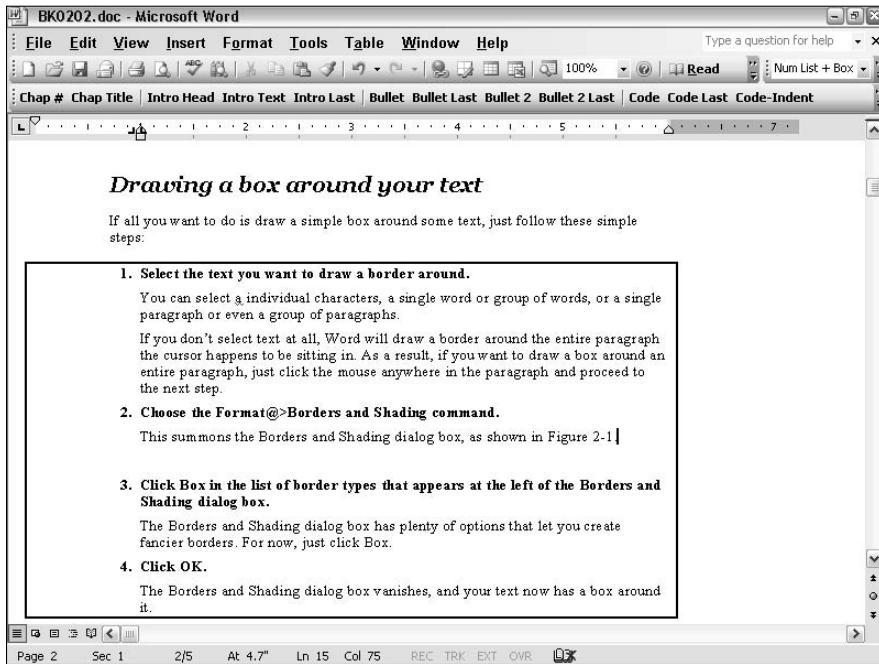 BK0202.doc - Microsoft Word
File Edit View Insert Format Tools Table Window Help Type a question for help
100% Read Num List + Box
Chap # Chap Title Intro Head Intro Text Intro Last Bullet Bullet Last Bullet 2 Bullet 2 Last Code Code Last Code-Indent
1 2 3 4 5 7
Drawing a box around your text
If all you want to do is draw a simple box around some text, just follow these simple
steps:
1. Select the text you want to draw a border around.
You can select a individual characters, a single word or group of words, or a single
paragraph or even a group of paragraphs.
If you don't select text at all, Word will draw a border around the entire paragraph
the cursor happens to be sitting in. As a result, if you want to draw a box around an
entire paragraph, just click the mouse anywhere in the paragraph and proceed to
the next step.
2. Choose the Format@>Borders and Shading command.
This summons the Borders and Shading dialog box, as shown in Figure 2-1.
3. Click Box in the list of border types that appears at the left of the Borders and
Shading dialog box.
The Borders and Shading dialog box has plenty of options that let you create
fancier borders. For now, just click Box.
4. Click OK.
The Borders and Shading dialog box vanishes, and your text now has a box around
it.
Page 2 Sec 1 2/5 At 4.7" Ln 15 Col 75 REC TRK EXT OVR